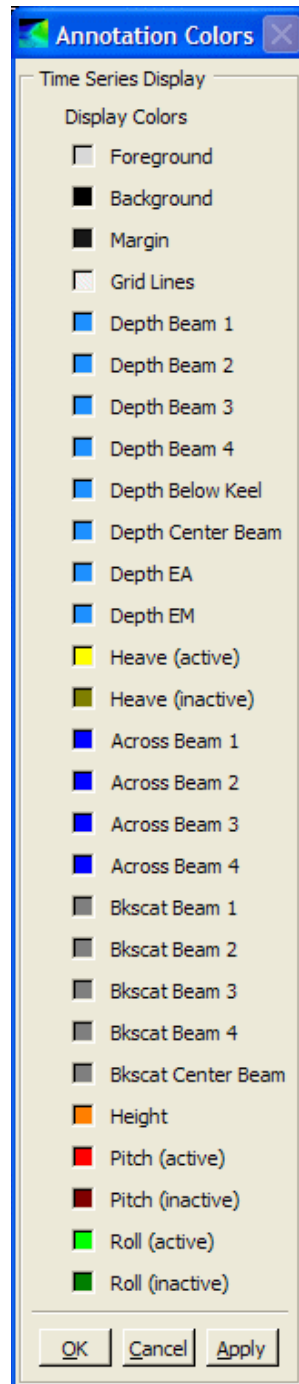 Annotation Colors
Time Series Display
Display Colors
Foreground
Background
Margin
Grid Lines
Depth Beam 1
Depth Beam 2
Depth Beam 3
Depth Beam 4
Depth Below Keel
Depth Center Beam
Depth EA
Depth EM
Heave (active)
Heave (inactive)
Across Beam 1
Across Beam 2
Across Beam 3
Across Beam 4
Bkscat Beam 1
Bkscat Beam 2
Bkscat Beam 3
Bkscat Beam 4
Bkscat Center Beam
Height
Pitch (active)
Pitch (inactive)
Roll (active)
Roll (inactive)
OK Cancel Apply